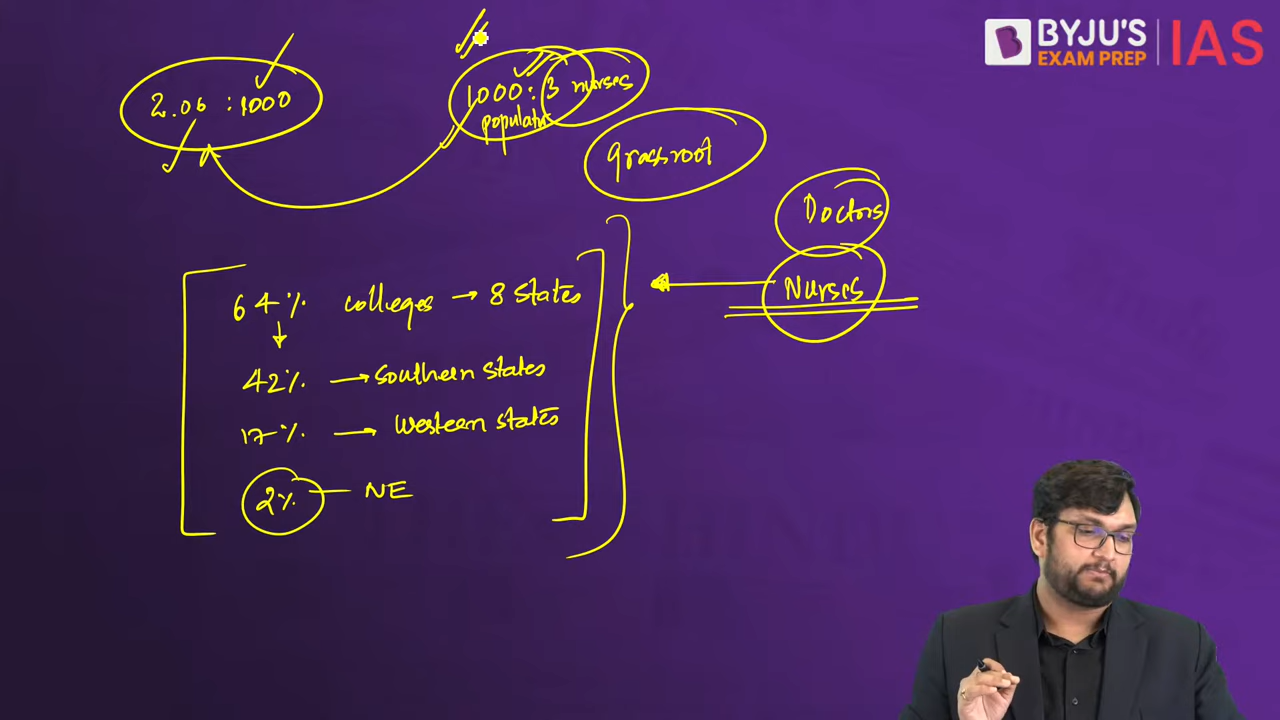 2.06 : 1000
1000 : 3 nurses
populatn
grassroot
Doctors
Nurses
64% colleges → 8 states
42% → Southern states
17% → Western states
2% — NE
BYJU'S
EXAM PREP
IAS